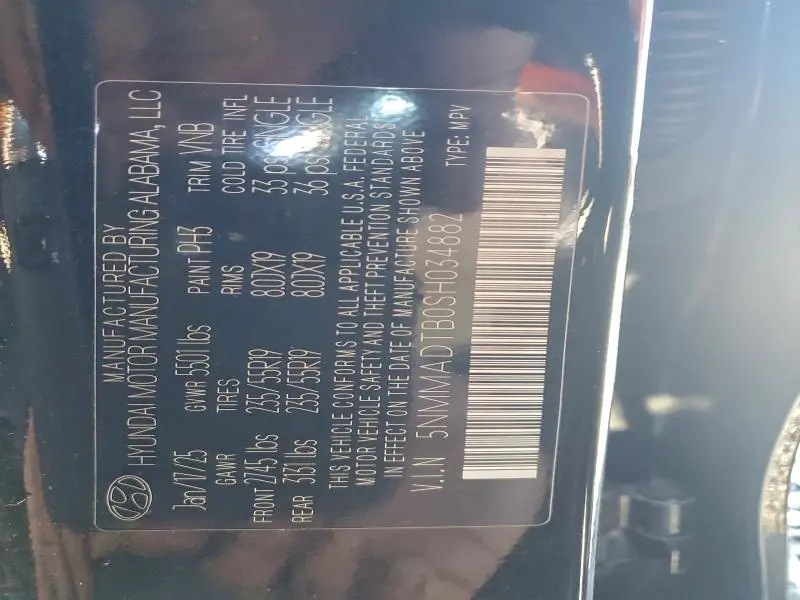 MANUFACTURED BY
HYUNDAI MOTOR MANUFACTURING ALABAMA, LLC
Jan/17/25 GVWR 5501 lbs PAINT PH3 TRIM YNB
GAWR TIRES RIMS COLD TIRE INFL
FRONT 2745 lbs 235/55R19 8.0JX19 33 psi SINGLE
REAR 3131 lbs 235/55R19 8.0JX19 36 psi SINGLE
THIS VEHICLE CONFORMS TO ALL APPLICABLE U.S.A. FEDERAL
MOTOR VEHICLE SAFETY AND THEFT PREVENTION STANDARDS
IN EFFECT ON THE DATE OF MANUFACTURE SHOWN ABOVE
V.I.N 5NMMADTB0SH034882 TYPE: MPV